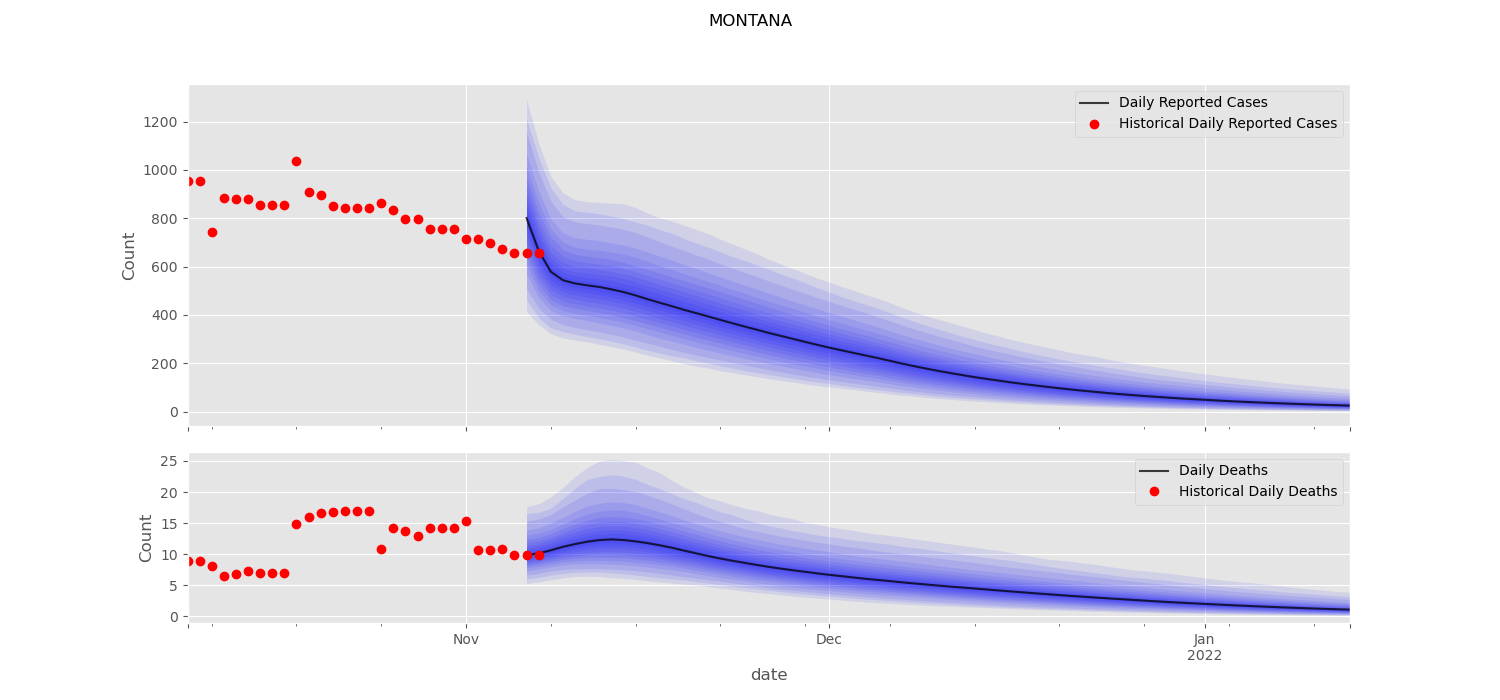 MONTANA
Count
1200
1000
800
600
400
200
0
Daily Reported Cases
Historical Daily Reported Cases
Count
25
20
15
10
5
0
Daily Deaths
Historical Daily Deaths
Nov
Dec
Jan
2022
date